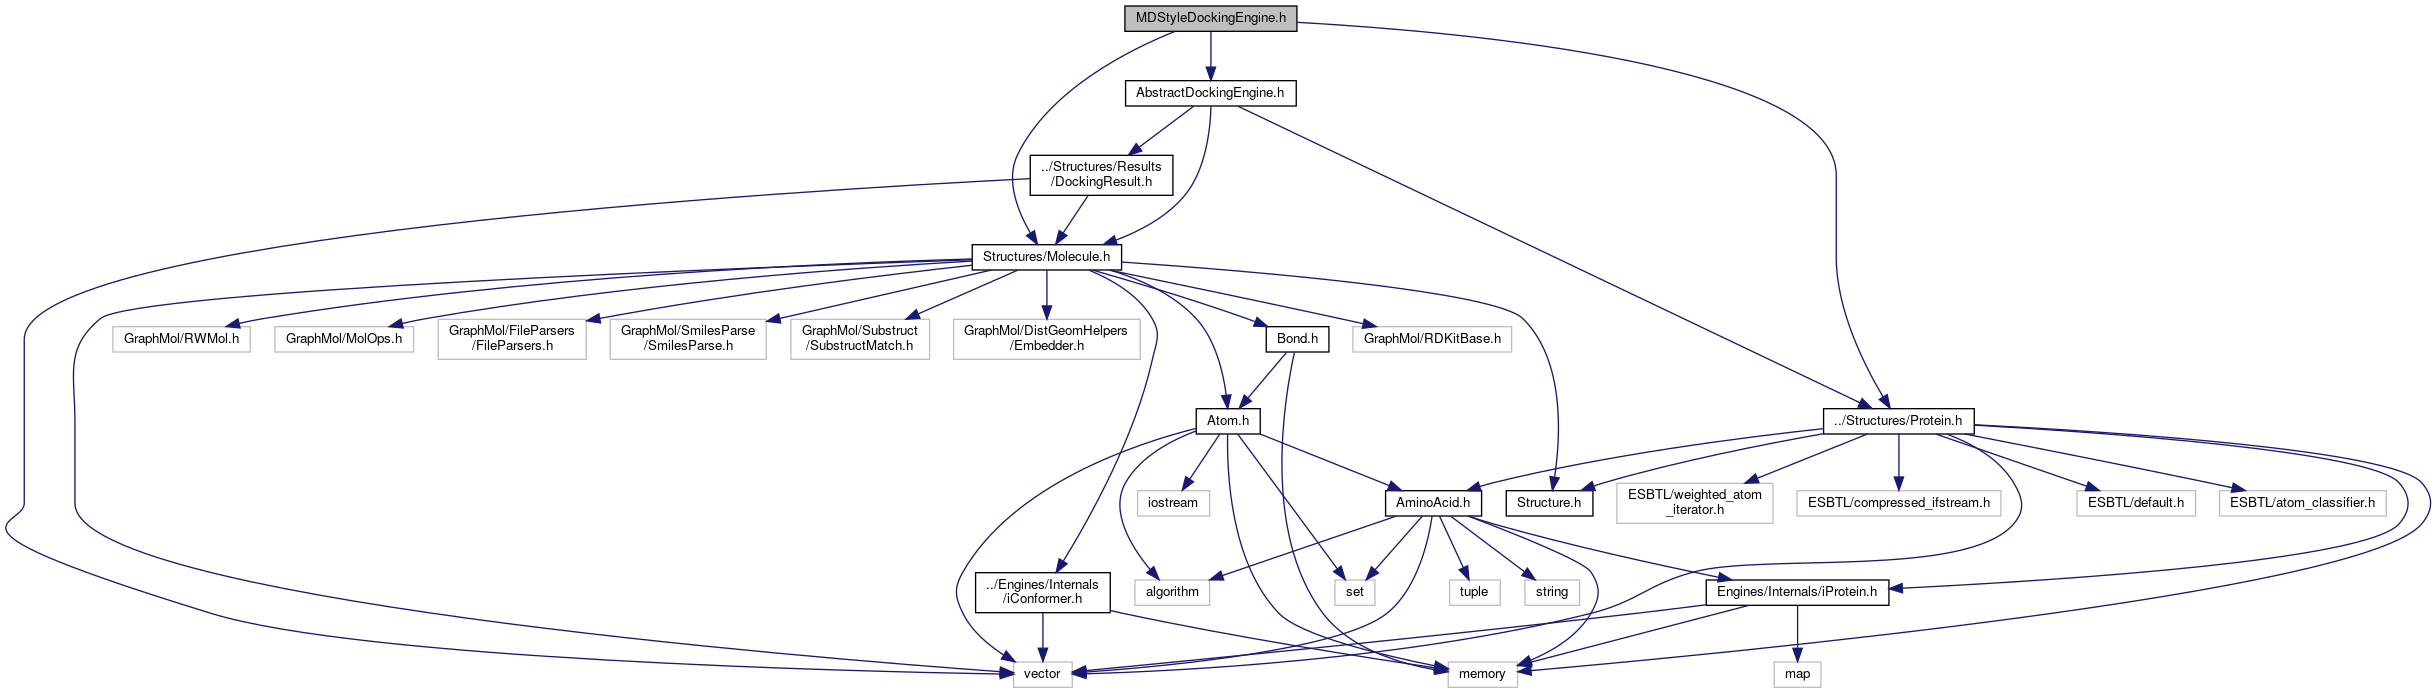 MDStyleDockingEngine.h
AbstractDockingEngine.h
../Structures/Results
/DockingResult.h
Structures/Molecule.h
GraphMol/RWMol.h
GraphMol/MolOps.h
GraphMol/FileParsers
/FileParsers.h
GraphMol/SmilesParse
/SmilesParse.h
GraphMol/Substruct
/SubstructMatch.h
GraphMol/DistGeomHelpers
/Embedder.h
Bond.h
GraphMol/RDKitBase.h
Atom.h
../Structures/Protein.h
iostream
AminoAcid.h
Structure.h
ESBTL/weighted_atom
_iterator.h
ESBTL/compressed_ifstream.h
ESBTL/default.h
ESBTL/atom_classifier.h
../Engines/Internals
/iConformer.h
algorithm
set
tuple
string
Engines/Internals/iProtein.h
vector
memory
map